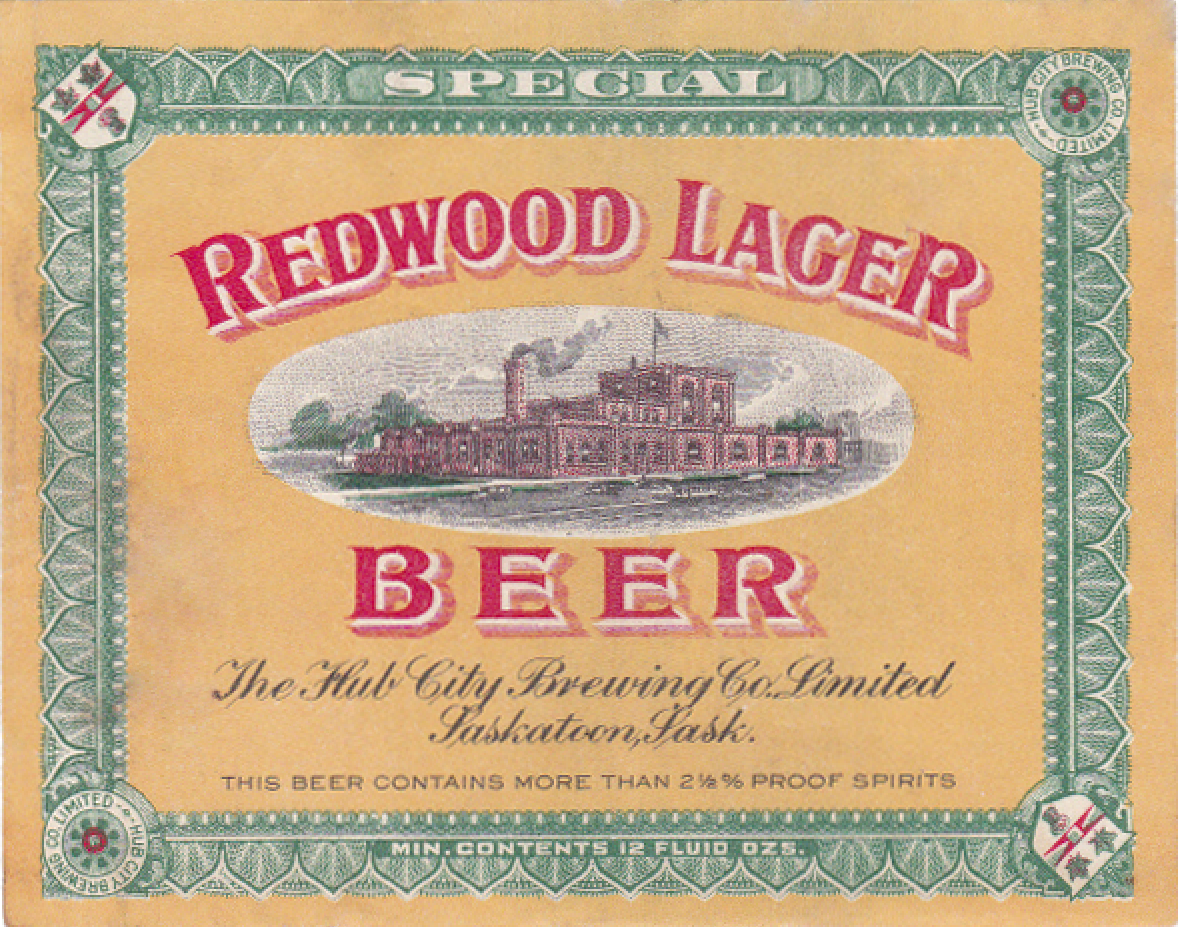 SPECIAL
HUB CITY BREWING CO. LIMITED
REDWOOD LAGER
BEER
The Hub City Brewing Co. Limited
Saskatoon, Sask.
THIS BEER CONTAINS MORE THAN 2½% PROOF SPIRITS
HUB CITY BREWING CO. LIMITED
MIN. CONTENTS 12 FLUID OZS.